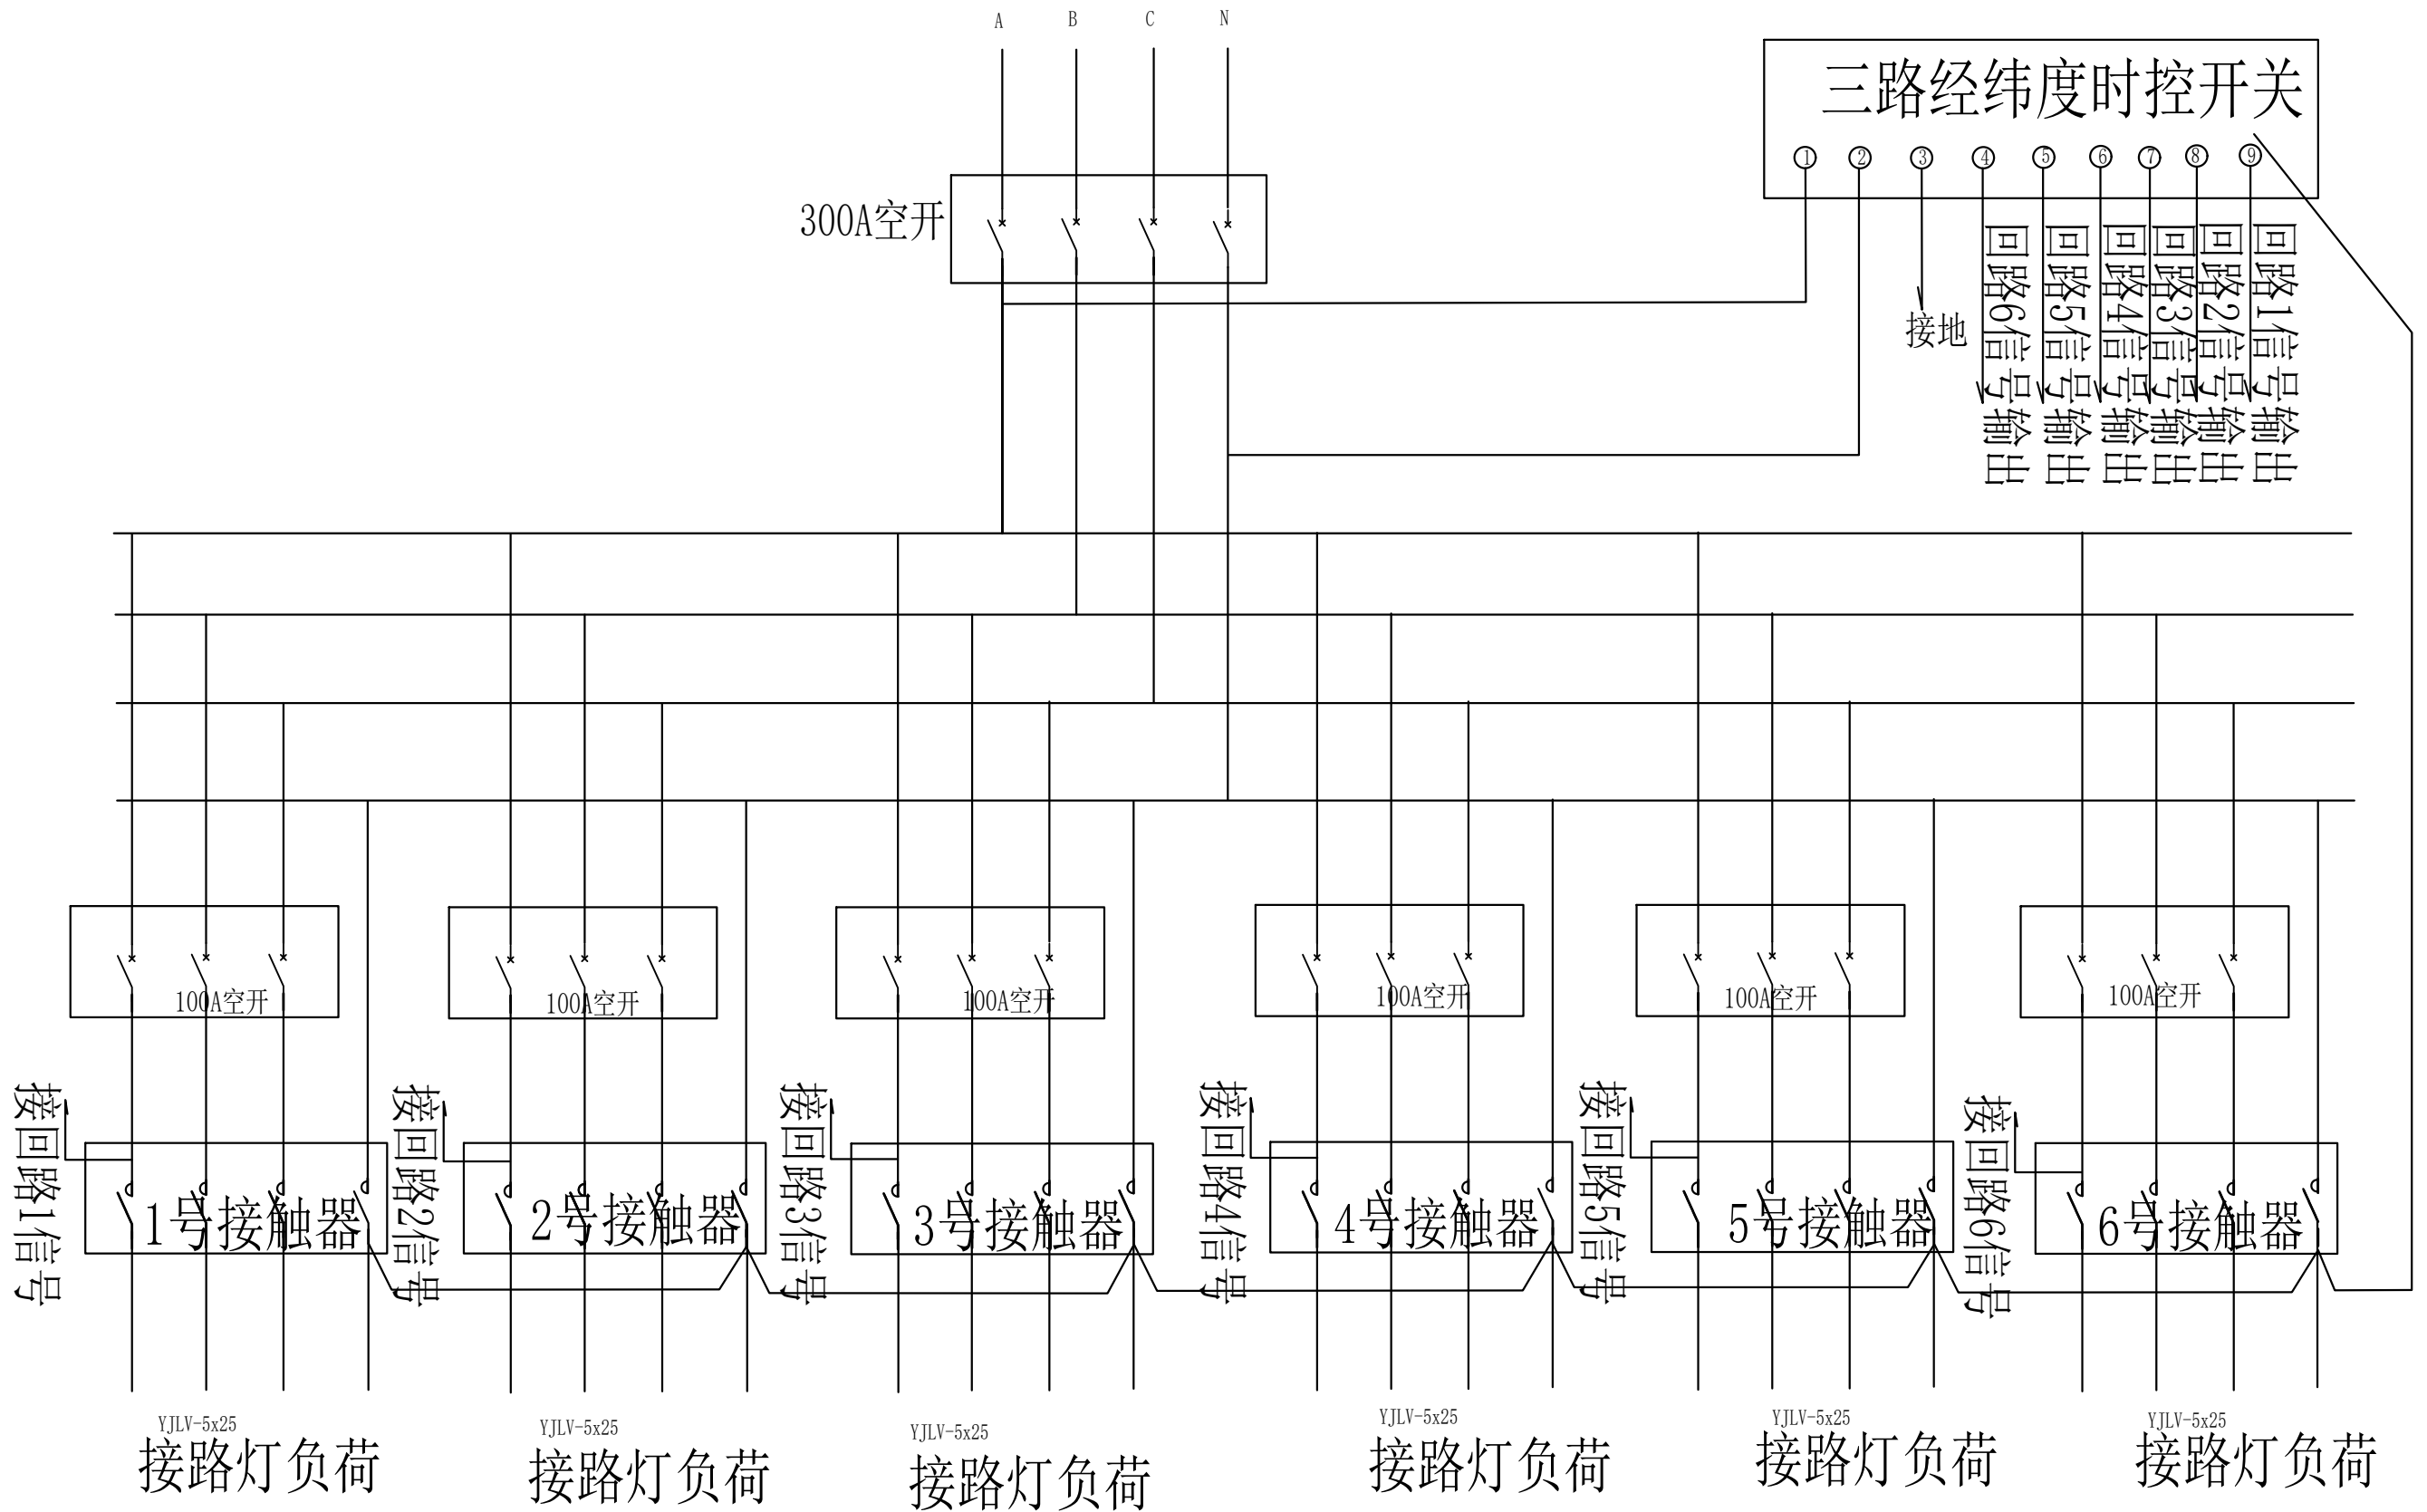 A
B
C
N
三路经纬度时控开关
1
2
3
4
5
6
7
8
9
300A空开
接地
回路6信号输出
回路5信号输出
回路4信号输出
回路3信号输出
回路2信号输出
回路1信号输出
100A空开
100A空开
100A空开
100A空开
100A空开
100A空开
接回路1信号
1号接触器
接回路2信号
2号接触器
接回路3信号
3号接触器
接回路4信号
4号接触器
接回路5信号
5号接触器
接回路6信号
6号接触器
YJLV-5x25
接路灯负荷
YJLV-5x25
接路灯负荷
YJLV-5x25
接路灯负荷
YJLV-5x25
接路灯负荷
YJLV-5x25
接路灯负荷
YJLV-5x25
接路灯负荷